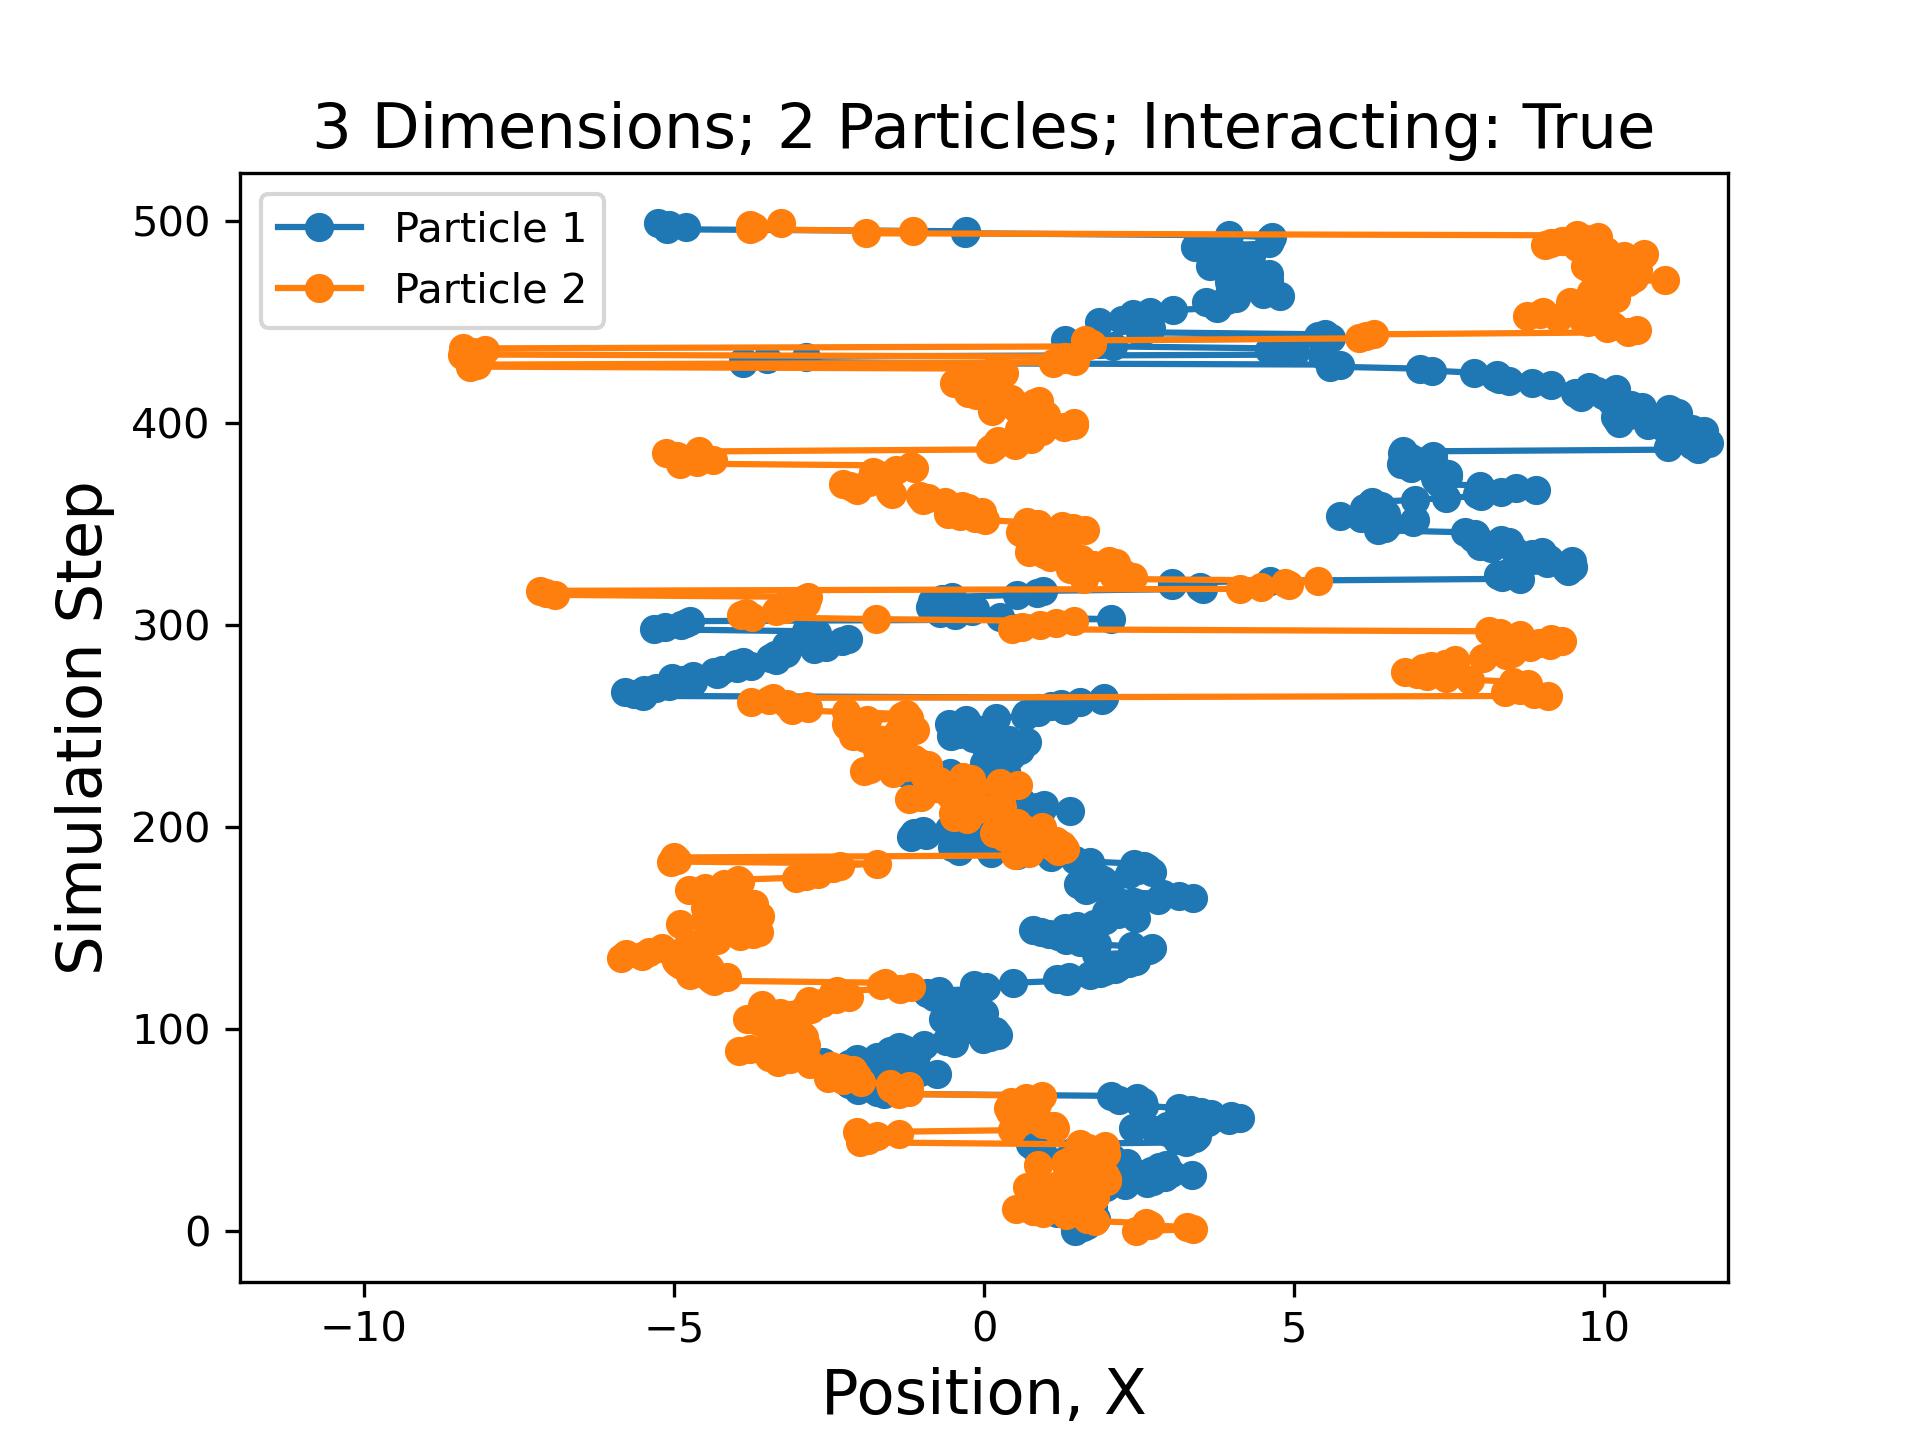 3 Dimensions; 2 Particles; Interacting: True
Particle 1
Particle 2
Simulation Step
500
400
300
200
100
0
−10 −5 0 5 10
Position, X